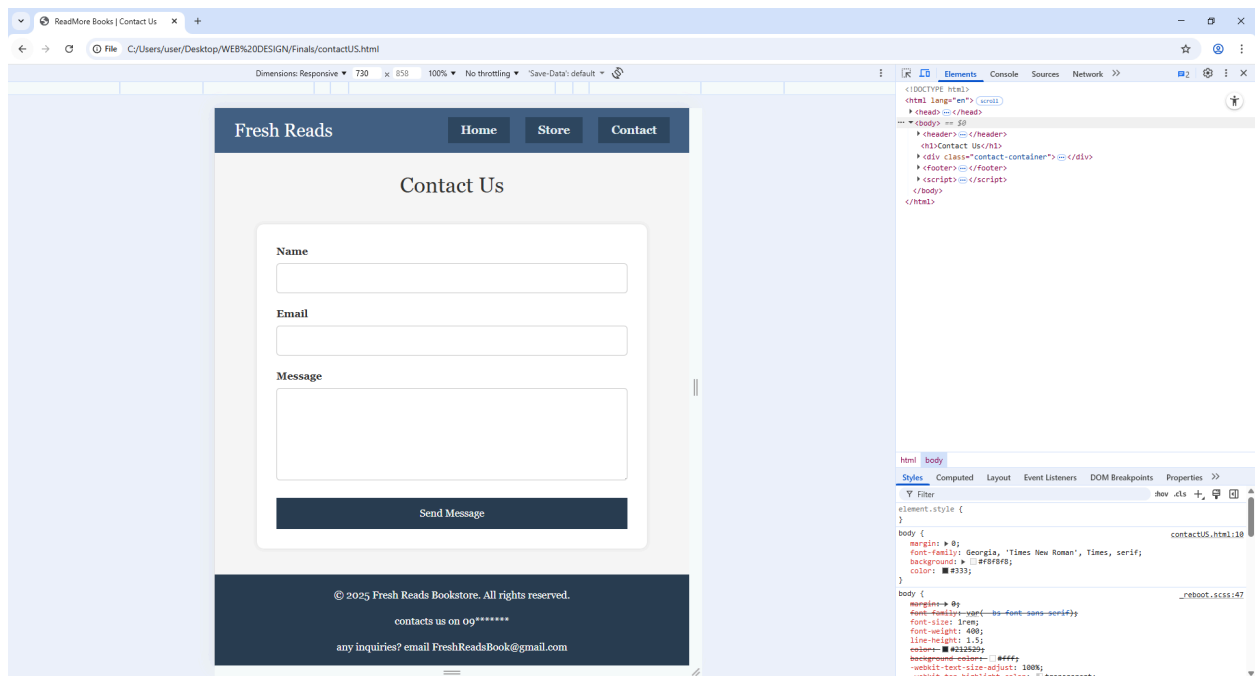 ReadMore Books | Contact Us
File C:/Users/user/Desktop/WEB%20DESIGN/Finals/contactUS.html
Dimensions: Responsive 730 x 858 100% No throttling 'Save-Data': default
Fresh Reads
Home Store Contact
Contact Us
Name
Email
Message
Send Message
© 2025 Fresh Reads Bookstore. All rights reserved.
contacts us on 09*******
any inquiries? email FreshReadsBook@gmail.com
Elements Console Sources Network 2
<!DOCTYPE html>
<html lang="en"> scroll
<head> … </head>
… <body> == $0
<header> … </header>
<h1>Contact Us</h1>
<div class="contact-container"> … </div>
<footer> … </footer>
<script> … </script>
</body>
</html>
html body
Styles Computed Layout Event Listeners DOM Breakpoints Properties
Filter :hov .cls
element.style {
}
body { contactUS.html:10
margin: 0;
font-family: Georgia, 'Times New Roman', Times, serif;
background: #f8f8f8;
color: #333;
}
body { _reboot.scss:47
margin: 0;
font-family: var(--bs-font-sans-serif);
font-size: 1rem;
font-weight: 400;
line-height: 1.5;
color: #212529;
background-color: #fff;
-webkit-text-size-adjust: 100%;
-webkit-tap-highlight-color: transparent;